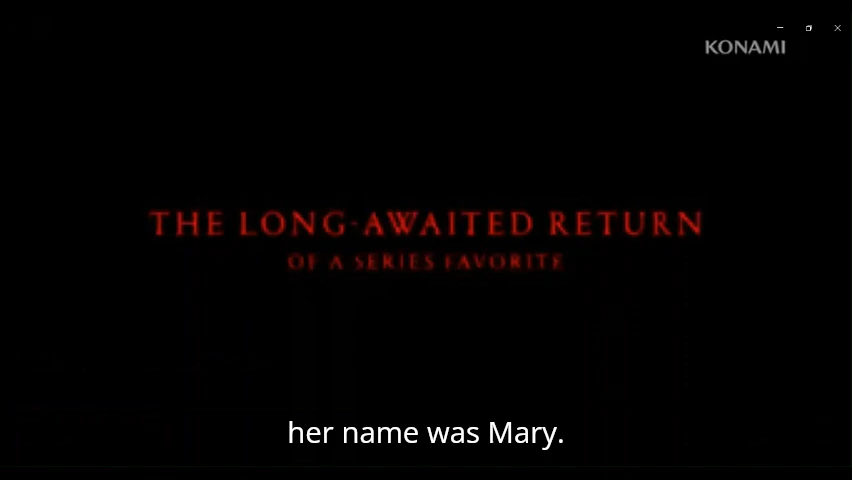 KONAMI
THE LONG-AWAITED RETURN
OF A SERIES FAVORITE
her name was Mary.